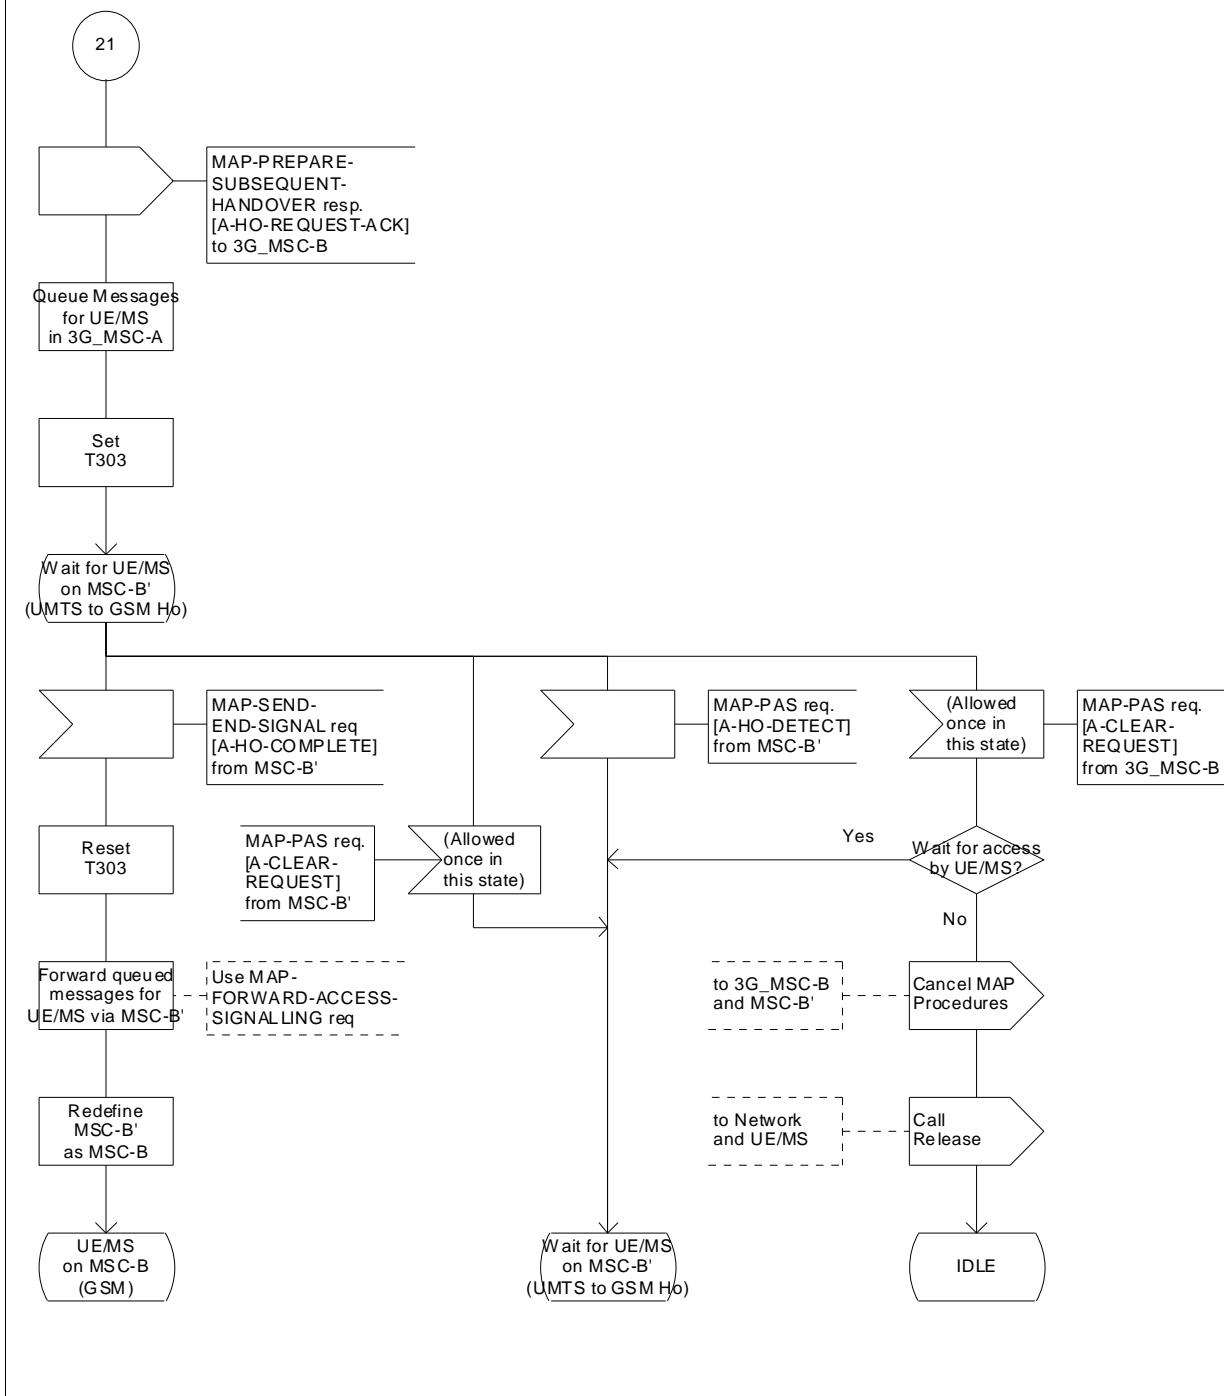 21
MAP-PREPARE-
SUBSEQUENT-
HANDOVER resp.
[A-HO-REQUEST-ACK]
to 3G_MSC-B
Queue Messages
for UE/MS
in 3G_MSC-A
Set
T303
Wait for UE/MS
on MSC-B'
(UMTS to GSM Ho)
MAP-SEND-
END-SIGNAL req
[A-HO-COMPLETE]
from MSC-B'
MAP-PAS req.
[A-HO-DETECT]
from MSC-B'
(Allowed
once in
this state)
MAP-PAS req.
[A-CLEAR-
REQUEST]
from 3G_MSC-B
Reset
T303
MAP-PAS req.
[A-CLEAR-
REQUEST]
from MSC-B'
(Allowed
once in
this state)
Yes
Wait for access
by UE/MS?
No
Forward queued
messages for
UE/MS via MSC-B'
Use MAP-
FORWARD-ACCESS-
SIGNALLING req
to 3G_MSC-B
and MSC-B'
Cancel MAP
Procedures
Redefine
MSC-B'
as MSC-B
to Network
and UE/MS
Call
Release
UE/MS
on MSC-B
(GSM)
Wait for UE/MS
on MSC-B'
(UMTS to GSM Ho)
IDLE